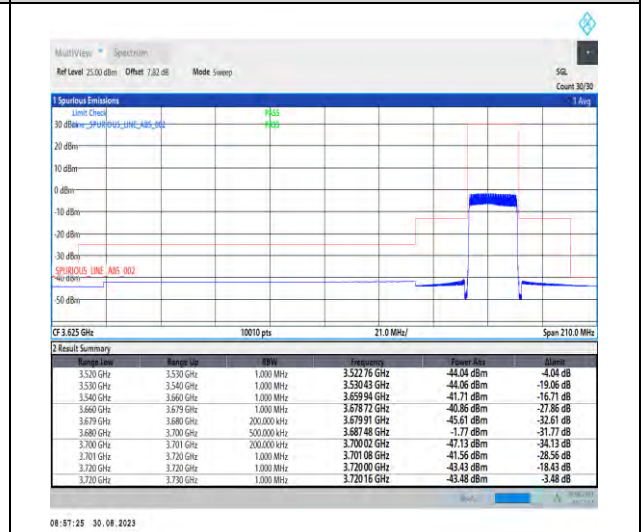 MultiView Spectrum
Ref Level 25.00 dBm Offset 7.82 dB Mode Sweep SGL
Count 30/30
1 Spurious Emissions 1 Avg
Limit Check PASS
30 dBm _SPURIOUS_LINE_ABS_002 PASS
20 dBm
10 dBm
0 dBm
-10 dBm
-20 dBm
-30 dBm
SPURIOUS_LINE_ABS_002
-40 dBm
-50 dBm
CF 3.625 GHz 10010 pts 21.0 MHz/ Span 210.0 MHz
2 Result Summary
Range Low Range Up RBW Frequency Power Abs ΔLimit
3.520 GHz 3.530 GHz 1.000 MHz 3.522 76 GHz -44.04 dBm -4.04 dB
3.530 GHz 3.540 GHz 1.000 MHz 3.530 43 GHz -44.06 dBm -19.06 dB
3.540 GHz 3.660 GHz 1.000 MHz 3.659 94 GHz -41.71 dBm -16.71 dB
3.660 GHz 3.679 GHz 1.000 MHz 3.678 72 GHz -40.86 dBm -27.86 dB
3.679 GHz 3.680 GHz 200.000 kHz 3.679 91 GHz -45.61 dBm -32.61 dB
3.680 GHz 3.700 GHz 500.000 kHz 3.687 48 GHz -1.77 dBm -31.77 dB
3.700 GHz 3.701 GHz 200.000 kHz 3.700 02 GHz -47.13 dBm -34.13 dB
3.701 GHz 3.720 GHz 1.000 MHz 3.701 08 GHz -41.56 dBm -28.56 dB
3.720 GHz 3.720 GHz 1.000 MHz 3.720 00 GHz -43.43 dBm -18.43 dB
3.720 GHz 3.730 GHz 1.000 MHz 3.720 16 GHz -43.48 dBm -3.48 dB
08:57:25 30.08.2023